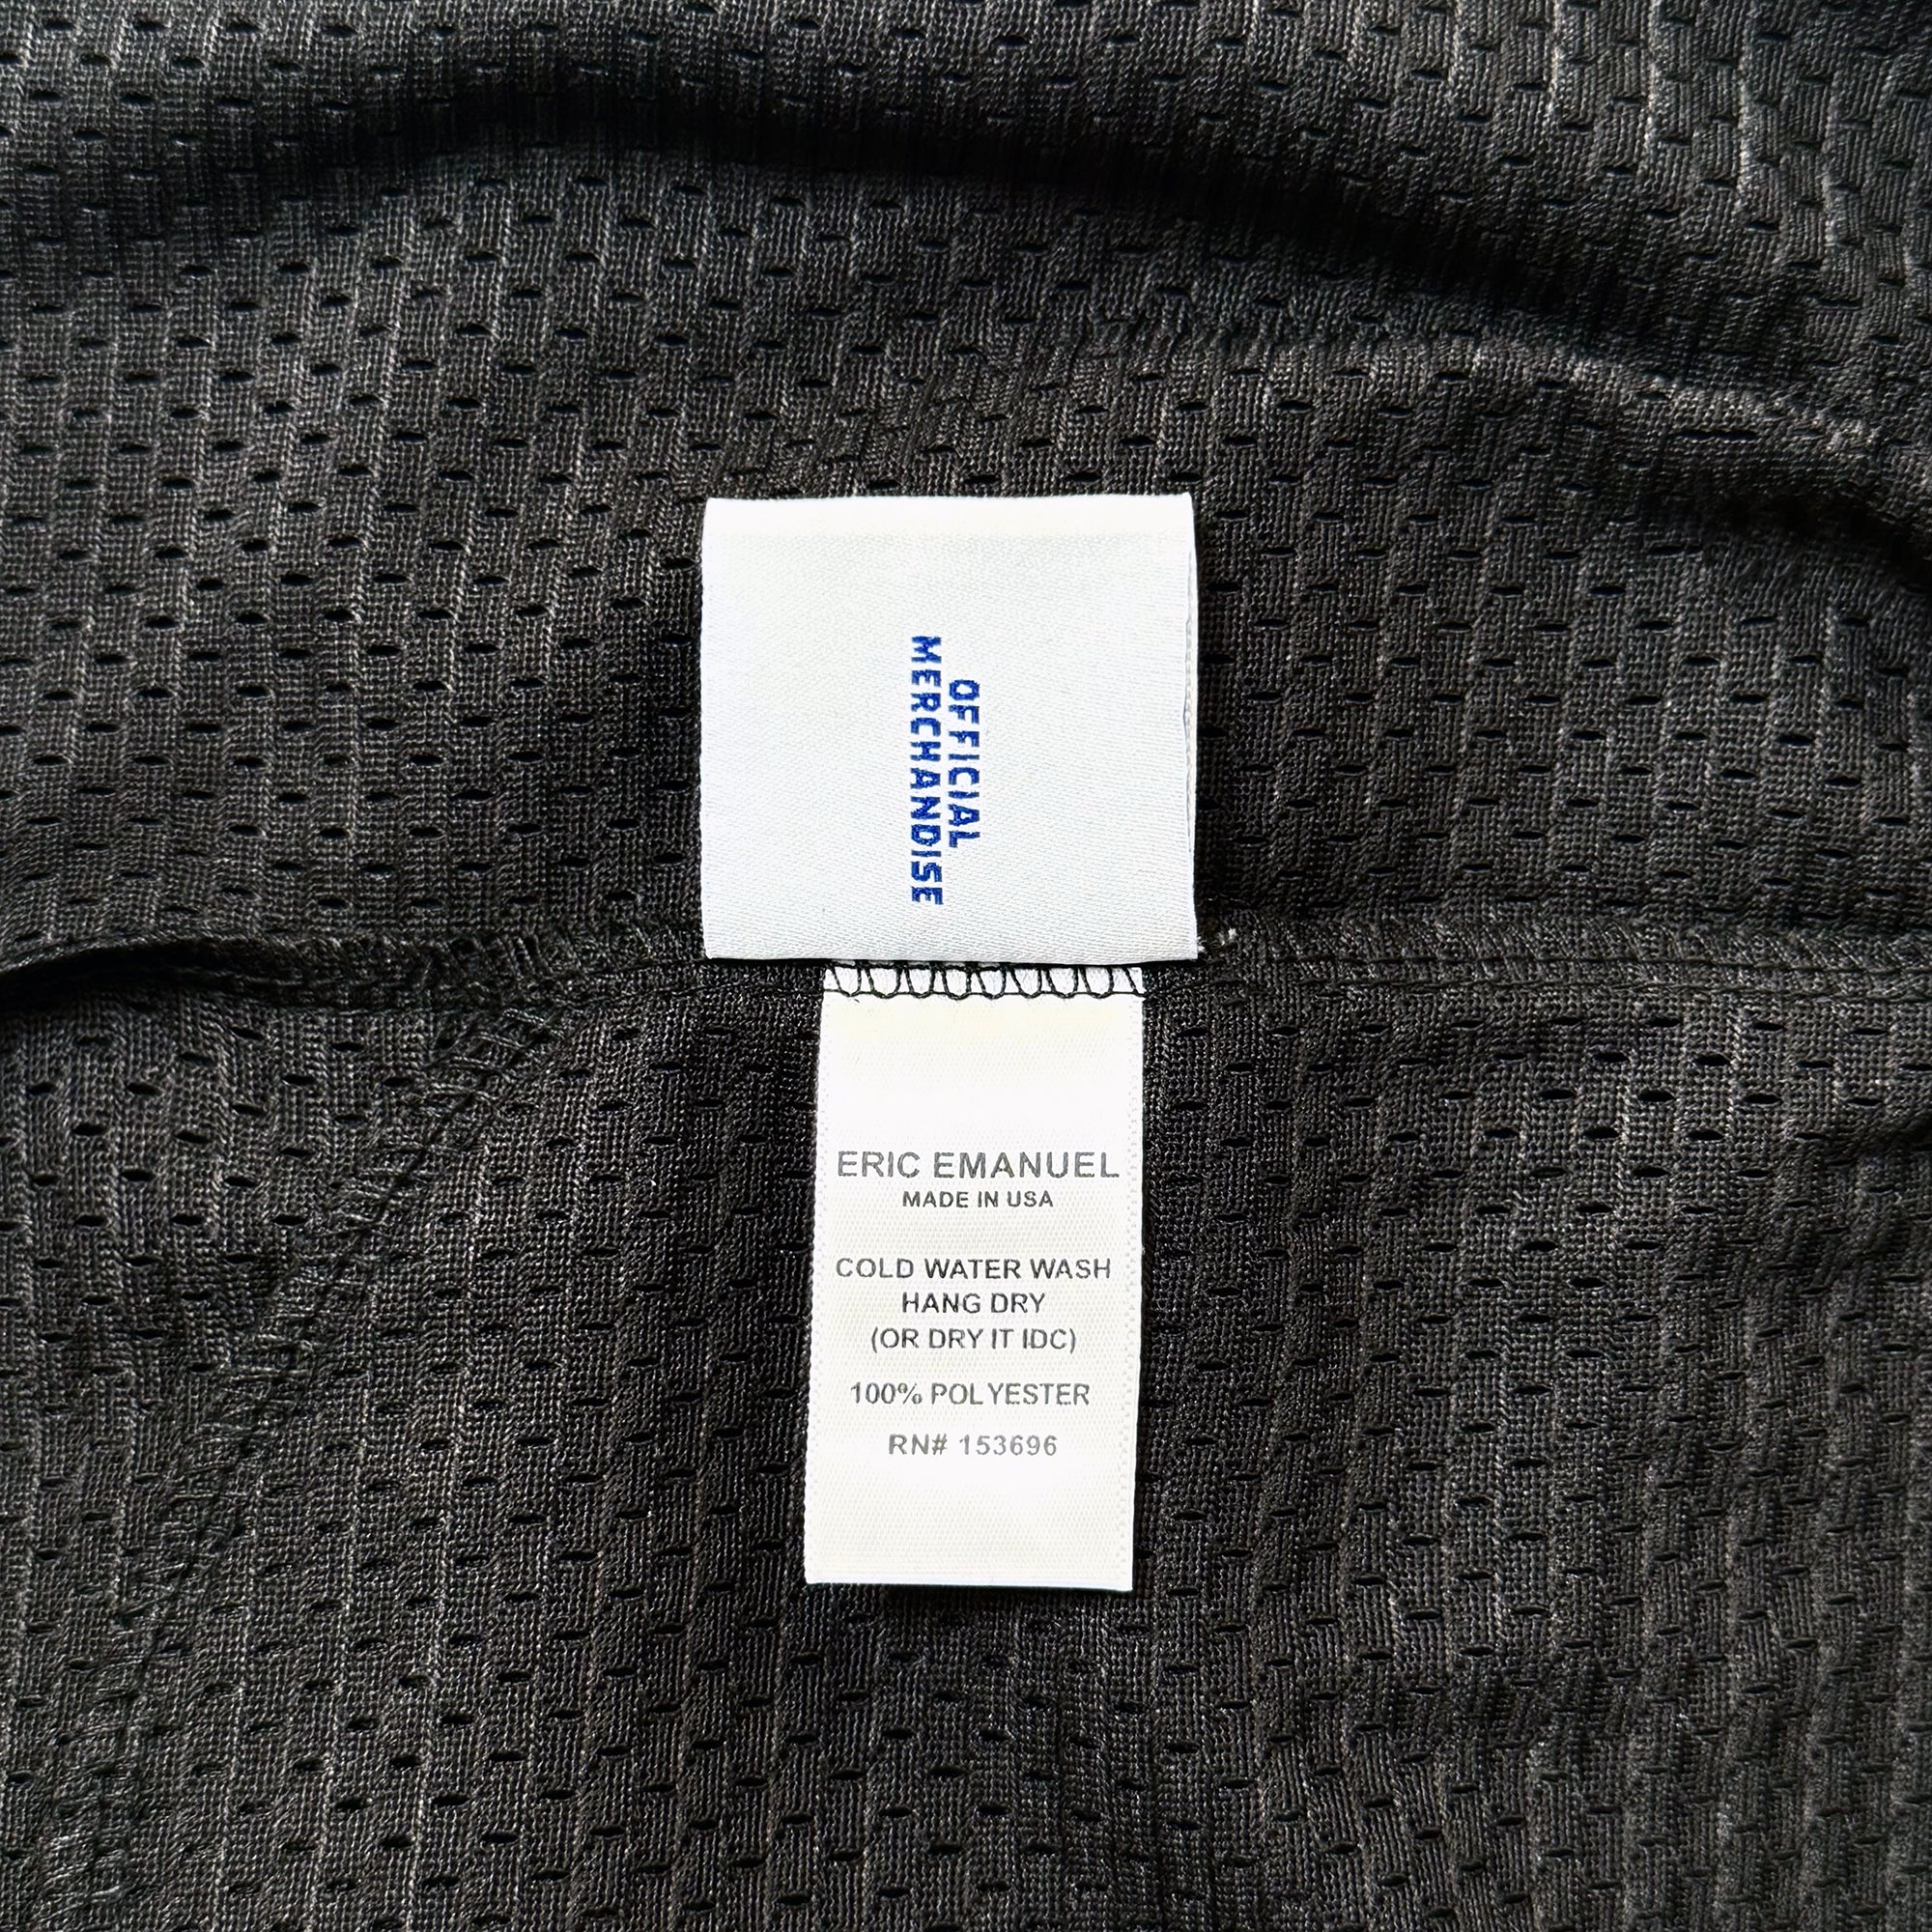 OFFICIAL
MERCHANDISE
ERIC EMANUEL
MADE IN USA
COLD WATER WASH
HANG DRY
(OR DRY IT IDC)
100% POLYESTER
RN# 153696